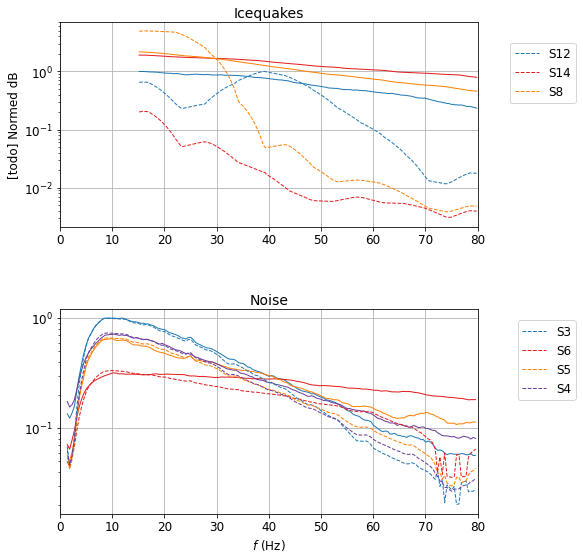 Icequakes
[todo] Normed dB
10⁰
10⁻¹
10⁻²
0 10 20 30 40 50 60 70 80
S12
S14
S8
Noise
10⁰
10⁻¹
0 10 20 30 40 50 60 70 80
f (Hz)
S3
S6
S5
S4